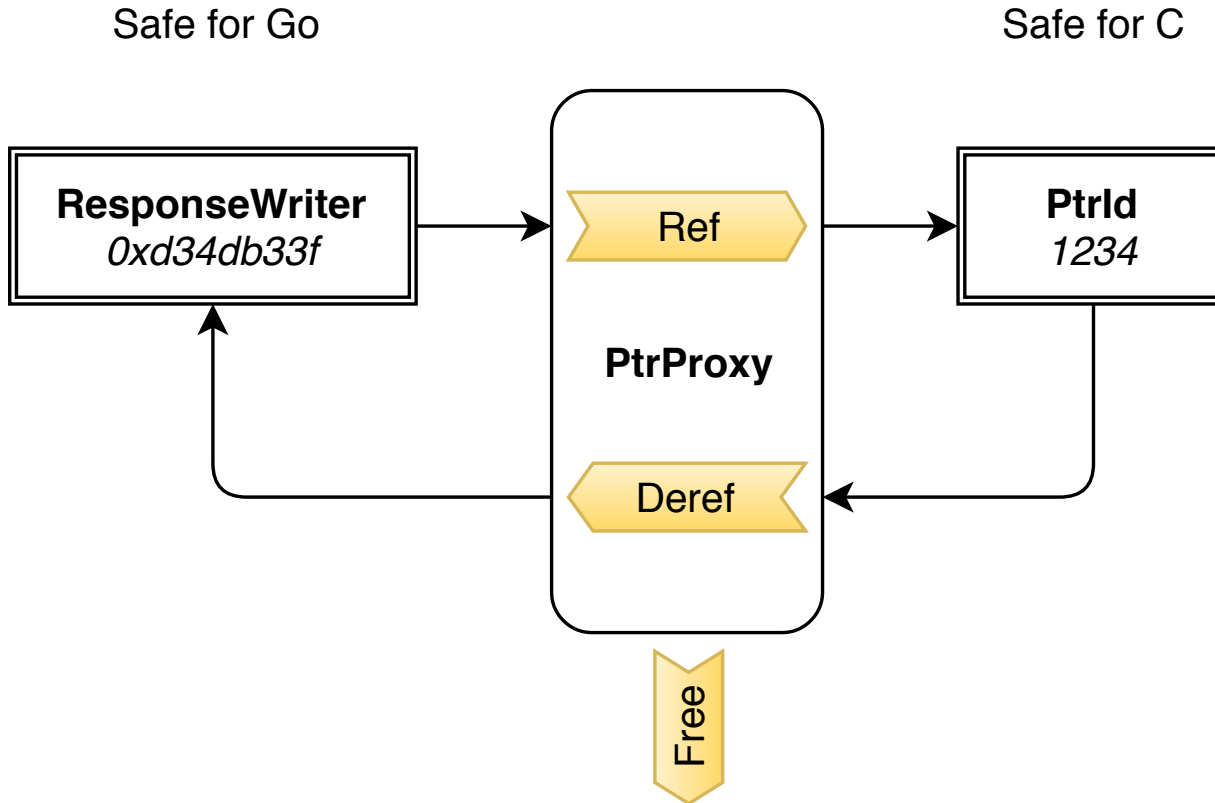 Safe for Go
Safe for C
ResponseWriter
0xd34db33f
Ref
PtrId
1234
PtrProxy
Deref
Free